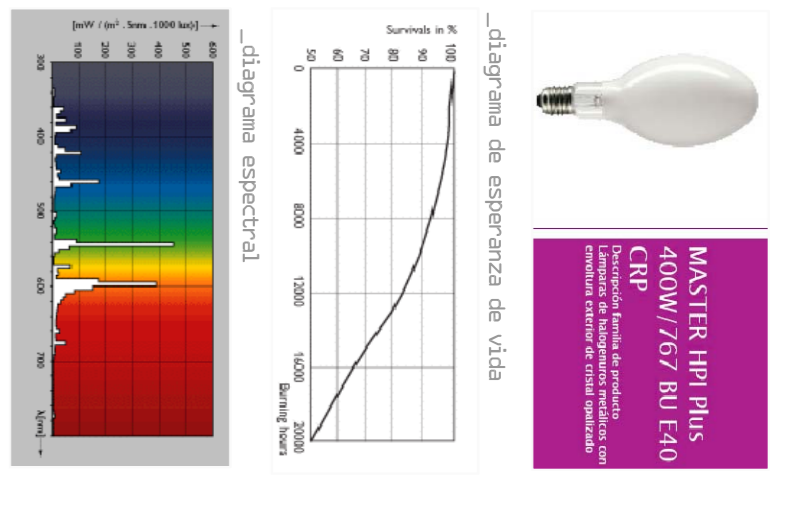 MASTER HPI Plus
400W/767 BU E40
CRP
Descripción familia de producto
Lámparas de halogenuros metálicos con
envoltura exterior de cristal opalizado
_diagrama de esperanza de vida
Survivals in %
50 60 70 80 90 100
0
4000
8000
12000
16000
20000
Burning hours
_diagrama espectral
[mW / (m² . 5nm . 1000 lux)]
100 200 300 400 500 600
300
400
500
600
700
λ[nm]